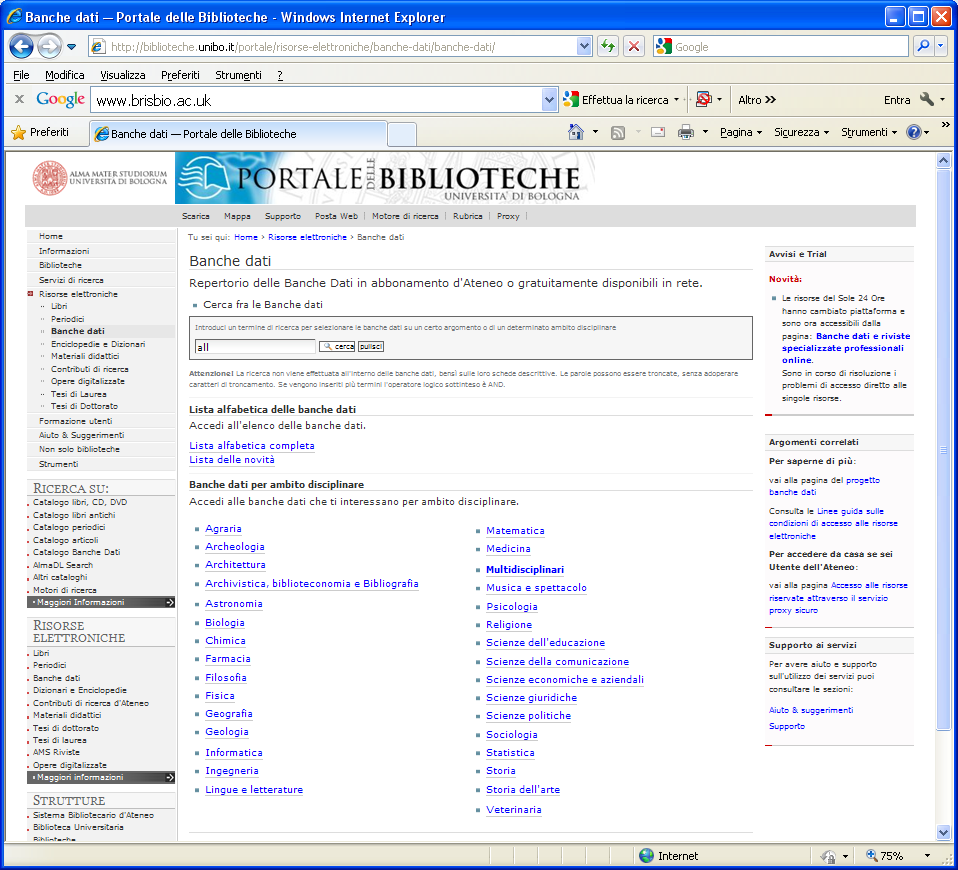 Banche dati — Portale delle Biblioteche - Windows Internet Explorer
http://biblioteche.unibo.it/portale/risorse-elettroniche/banche-dati/banche-dati/
Google
File Modifica Visualizza Preferiti Strumenti ?
Google www.brisbio.ac.uk Effettua la ricerca Altro >> Entra
Preferiti Banche dati — Portale delle Biblioteche Pagina Sicurezza Strumenti
ALMA MATER STUDIORUM
UNIVERSITÀ DI BOLOGNA
PORTALE DELLE BIBLIOTECHE
UNIVERSITA' DI BOLOGNA
Scarica Mappa Supporto Posta Web | Motore di ricerca | Rubrica | Proxy |
Home
Informazioni
Biblioteche
Servizi di ricerca
Risorse elettroniche
Libri
Periodici
Banche dati
Enciclopedie e Dizionari
Materiali didattici
Contributi di ricerca
Opere digitalizzate
Tesi di Laurea
Tesi di Dottorato
Formazione utenti
Aiuto & Suggerimenti
Non solo biblioteche
Strumenti
RICERCA SU:
Catalogo libri, CD, DVD
Catalogo libri antichi
Catalogo periodici
Catalogo articoli
Catalogo Banche Dati
AlmaDL Search
Altri cataloghi
Motori di ricerca
Maggiori Informazioni
RISORSE
ELETTRONICHE
Libri
Periodici
Banche dati
Dizionari e Enciclopedie
Contributi di ricerca d'Ateneo
Materiali didattici
Tesi di dottorato
Tesi di laurea
AMS Riviste
Opere digitalizzate
Maggiori informazioni
STRUTTURE
Sistema Bibliotecario d'Ateneo
Biblioteca Universitaria
Biblioteche
Tu sei qui: Home › Risorse elettroniche › Banche dati
Banche dati
Repertorio delle Banche Dati in abbonamento d'Ateneo o gratuitamente disponibili in rete.
Cerca fra le Banche dati
Introduci un termine di ricerca per selezionare le banche dati su un certo argomento o di un determinato ambito disciplinare
all cerca pulisci
Attenzione! La ricerca non viene effettuata all'interno delle banche dati, bensì sulle loro schede descrittive. Le parole possono essere troncate, senza adoperare
caratteri di troncamento. Se vengono inseriti più termini l'operatore logico sottinteso è AND.
Lista alfabetica delle banche dati
Accedi all'elenco delle banche dati.
Lista alfabetica completa
Lista delle novità
Banche dati per ambito disciplinare
Accedi alle banche dati che ti interessano per ambito disciplinare.
Agraria
Archeologia
Architettura
Archivistica, biblioteconomia e Bibliografia
Astronomia
Biologia
Chimica
Farmacia
Filosofia
Fisica
Geografia
Geologia
Informatica
Ingegneria
Lingue e letterature
Matematica
Medicina
Multidisciplinari
Musica e spettacolo
Psicologia
Religione
Scienze dell'educazione
Scienze della comunicazione
Scienze economiche e aziendali
Scienze giuridiche
Scienze politiche
Sociologia
Statistica
Storia
Storia dell'arte
Veterinaria
Avvisi e Trial
Novità:
Le risorse del Sole 24 Ore
hanno cambiato piattaforma e
sono ora accessibili dalla
pagina: Banche dati e riviste
specializzate professionali
online.
Sono in corso di risoluzione i
problemi di accesso diretto alle
singole risorse.
Argomenti correlati
Per saperne di più:
vai alla pagina del progetto
banche dati
Consulta le Linee guida sulle
condizioni di accesso alle risorse
elettroniche
Per accedere da casa se sei
Utente dell'Ateneo:
vai alla pagina Accesso alle risorse
riservate attraverso il servizio
proxy sicuro
Supporto ai servizi
Per avere aiuto e supporto
sull'utilizzo dei servizi puoi
consultare le sezioni:
Aiuto & suggerimenti
Supporto
Internet 75%